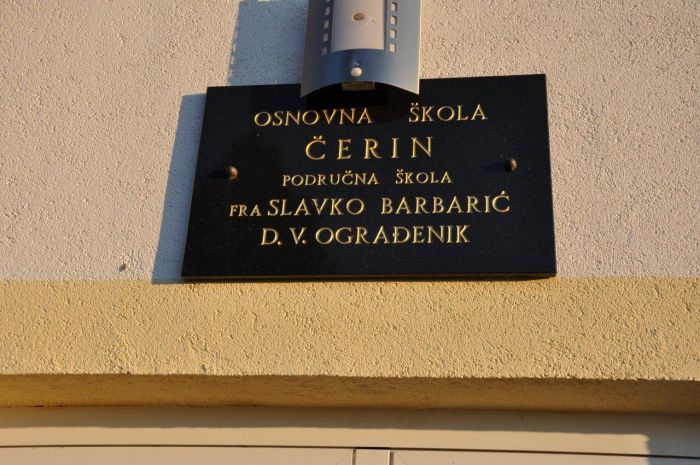 OSNOVNA ŠKOLA
ČERIN
PODRUČNA ŠKOLA
FRA SLAVKO BARBARIĆ
D. V. OGRAĐENIK